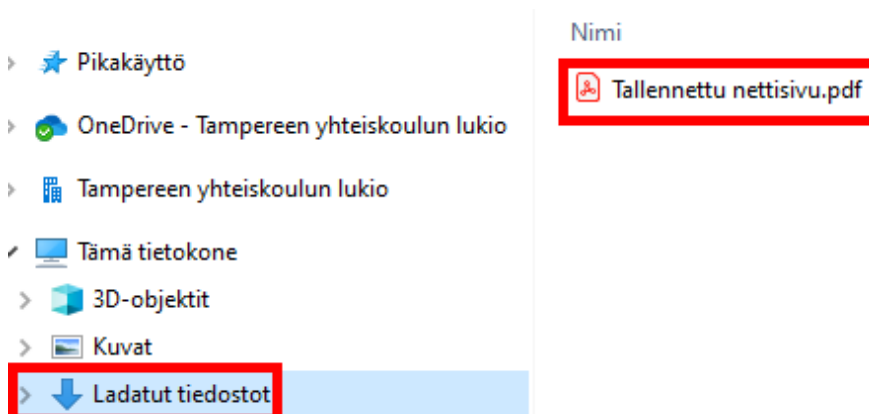 Pikakäyttö
OneDrive - Tampereen yhteiskoulun lukio
Tampereen yhteiskoulun lukio
Tämä tietokone
3D-objektit
Kuvat
Ladatut tiedostot
Nimi
Tallennettu nettisivu.pdf